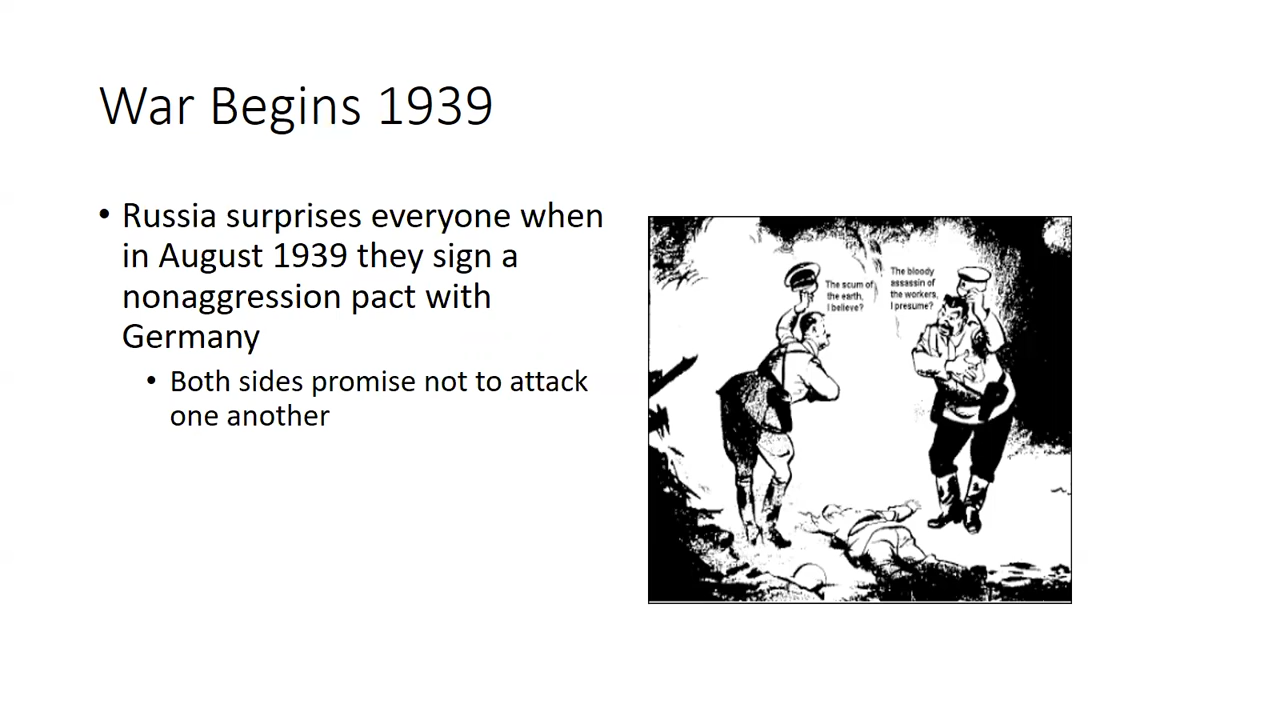 War Begins 1939
• Russia surprises everyone when
in August 1939 they sign a
nonaggression pact with
Germany
• Both sides promise not to attack
one another
The scum of
the earth,
I believe?
The bloody
assassin of
the workers,
I presume?